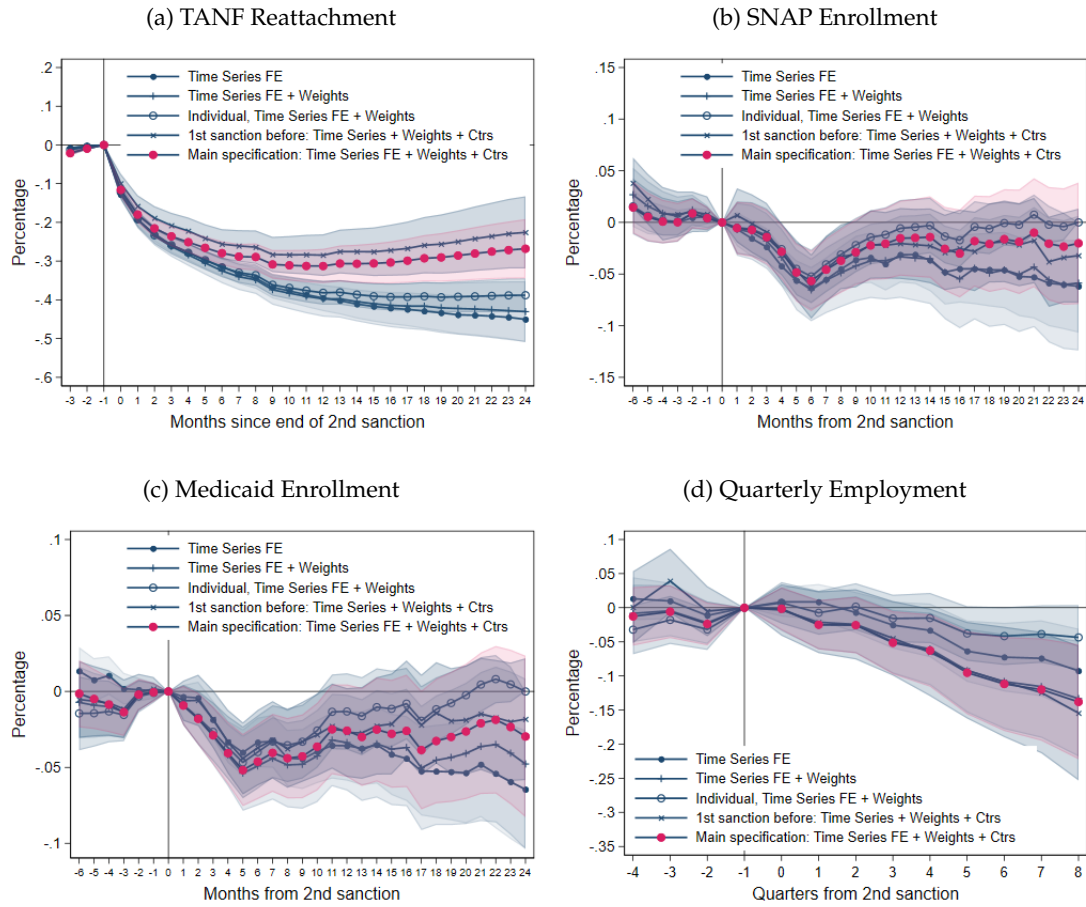 (a) TANF Reattachment
.2
.1
0
-.1
-.2
-.3
-.4
-.5
-.6
Percentage
Time Series FE
Time Series FE + Weights
Individual, Time Series FE + Weights
1st sanction before: Time Series + Weights + Ctrs
Main specification: Time Series FE + Weights + Ctrs
-3 -2 -1 0 1 2 3 4 5 6 7 8 9 10 11 12 13 14 15 16 17 18 19 20 21 22 23 24
Months since end of 2nd sanction
(b) SNAP Enrollment
.15
.1
.05
0
-.05
-.1
-.15
Percentage
Time Series FE
Time Series FE + Weights
Individual, Time Series FE + Weights
1st sanction before: Time Series + Weights + Ctrs
Main specification: Time Series FE + Weights + Ctrs
-6 -5 -4 -3 -2 -1 0 1 2 3 4 5 6 7 8 9 10 11 12 13 14 15 16 17 18 19 20 21 22 23 24
Months from 2nd sanction
(c) Medicaid Enrollment
.1
.05
0
-.05
-.1
Percentage
Time Series FE
Time Series FE + Weights
Individual, Time Series FE + Weights
1st sanction before: Time Series + Weights + Ctrs
Main specification: Time Series FE + Weights + Ctrs
-6 -5 -4 -3 -2 -1 0 1 2 3 4 5 6 7 8 9 10 11 12 13 14 15 16 17 18 19 20 21 22 23 24
Months from 2nd sanction
(d) Quarterly Employment
.1
.05
0
-.05
-.1
-.15
-.2
-.25
-.3
-.35
Percentage
Time Series FE
Time Series FE + Weights
Individual, Time Series FE + Weights
1st sanction before: Time Series + Weights + Ctrs
Main specification: Time Series FE + Weights + Ctrs
-4 -3 -2 -1 0 1 2 3 4 5 6 7 8
Quarters from 2nd sanction